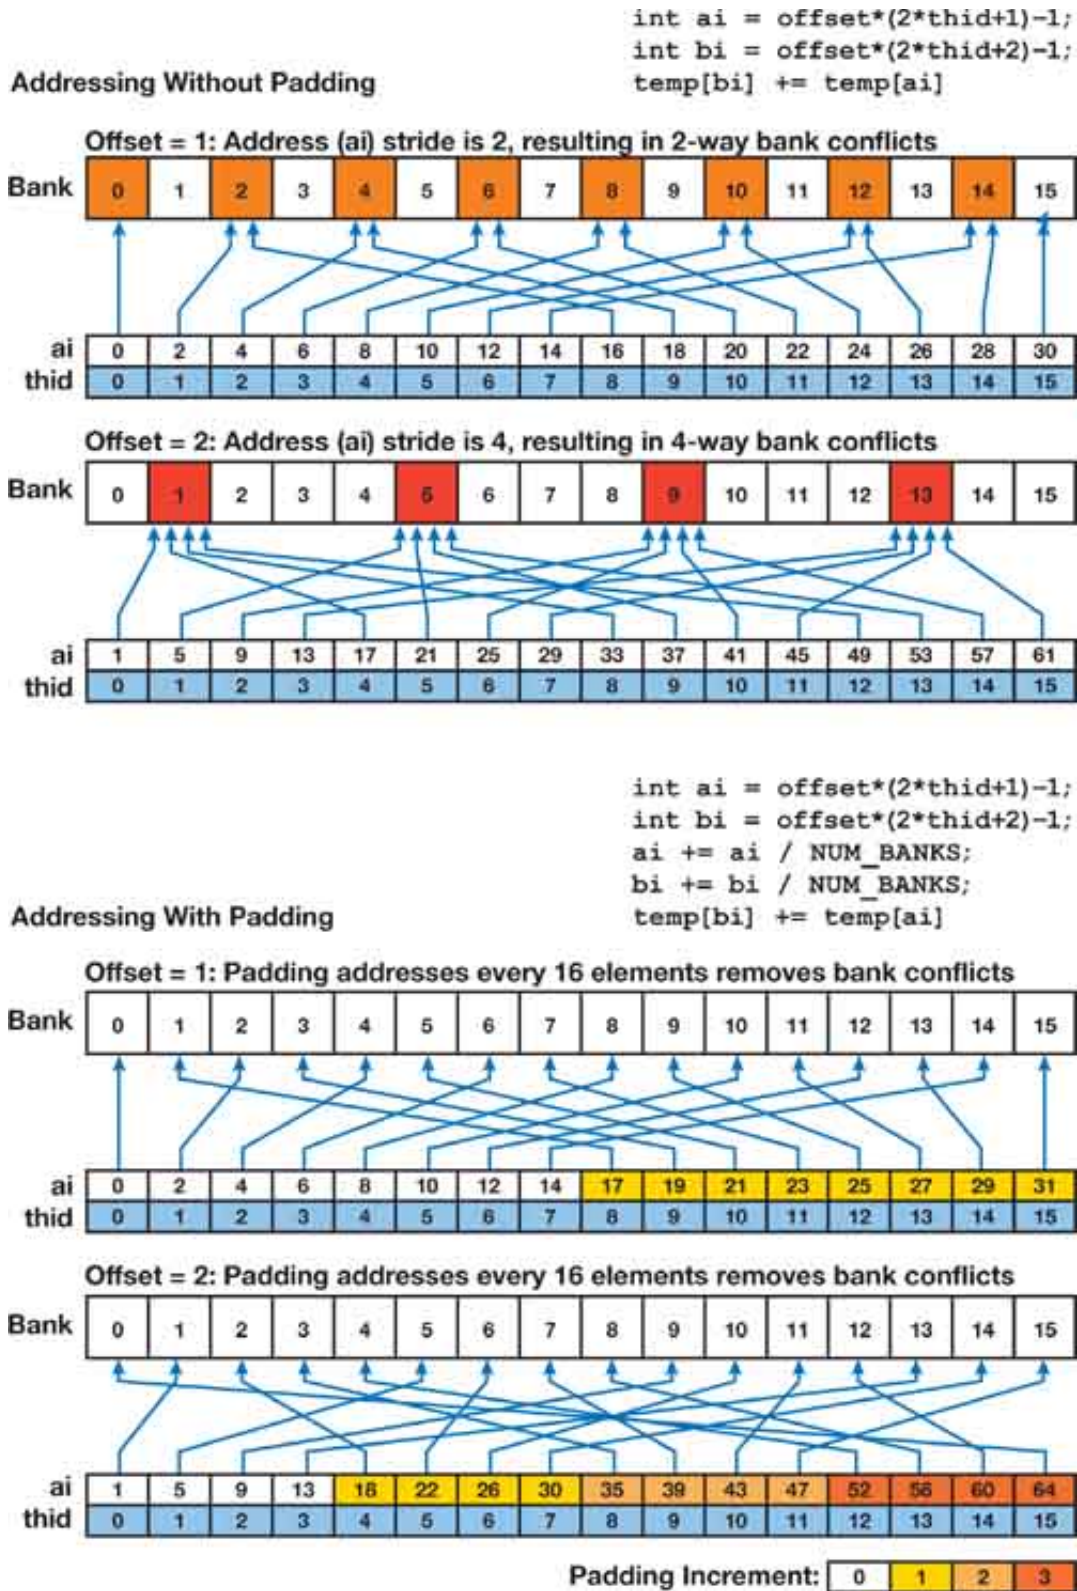 int ai = offset*(2*thid+1)-1;
int bi = offset*(2*thid+2)-1;
temp[bi] += temp[ai]
Addressing Without Padding
Offset = 1: Address (ai) stride is 2, resulting in 2-way bank conflicts
Bank 0 1 2 3 4 5 6 7 8 9 10 11 12 13 14 15
ai 0 2 4 6 8 10 12 14 16 18 20 22 24 26 28 30
thid 0 1 2 3 4 5 6 7 8 9 10 11 12 13 14 15
Offset = 2: Address (ai) stride is 4, resulting in 4-way bank conflicts
Bank 0 1 2 3 4 5 6 7 8 9 10 11 12 13 14 15
ai 1 5 9 13 17 21 25 29 33 37 41 45 49 53 57 61
thid 0 1 2 3 4 5 6 7 8 9 10 11 12 13 14 15
int ai = offset*(2*thid+1)-1;
int bi = offset*(2*thid+2)-1;
ai += ai / NUM_BANKS;
bi += bi / NUM_BANKS;
temp[bi] += temp[ai]
Addressing With Padding
Offset = 1: Padding addresses every 16 elements removes bank conflicts
Bank 0 1 2 3 4 5 6 7 8 9 10 11 12 13 14 15
ai 0 2 4 6 8 10 12 14 17 19 21 23 25 27 29 31
thid 0 1 2 3 4 5 6 7 8 9 10 11 12 13 14 15
Offset = 2: Padding addresses every 16 elements removes bank conflicts
Bank 0 1 2 3 4 5 6 7 8 9 10 11 12 13 14 15
ai 1 5 9 13 18 22 26 30 35 39 43 47 52 56 60 64
thid 0 1 2 3 4 5 6 7 8 9 10 11 12 13 14 15
Padding Increment: 0 1 2 3